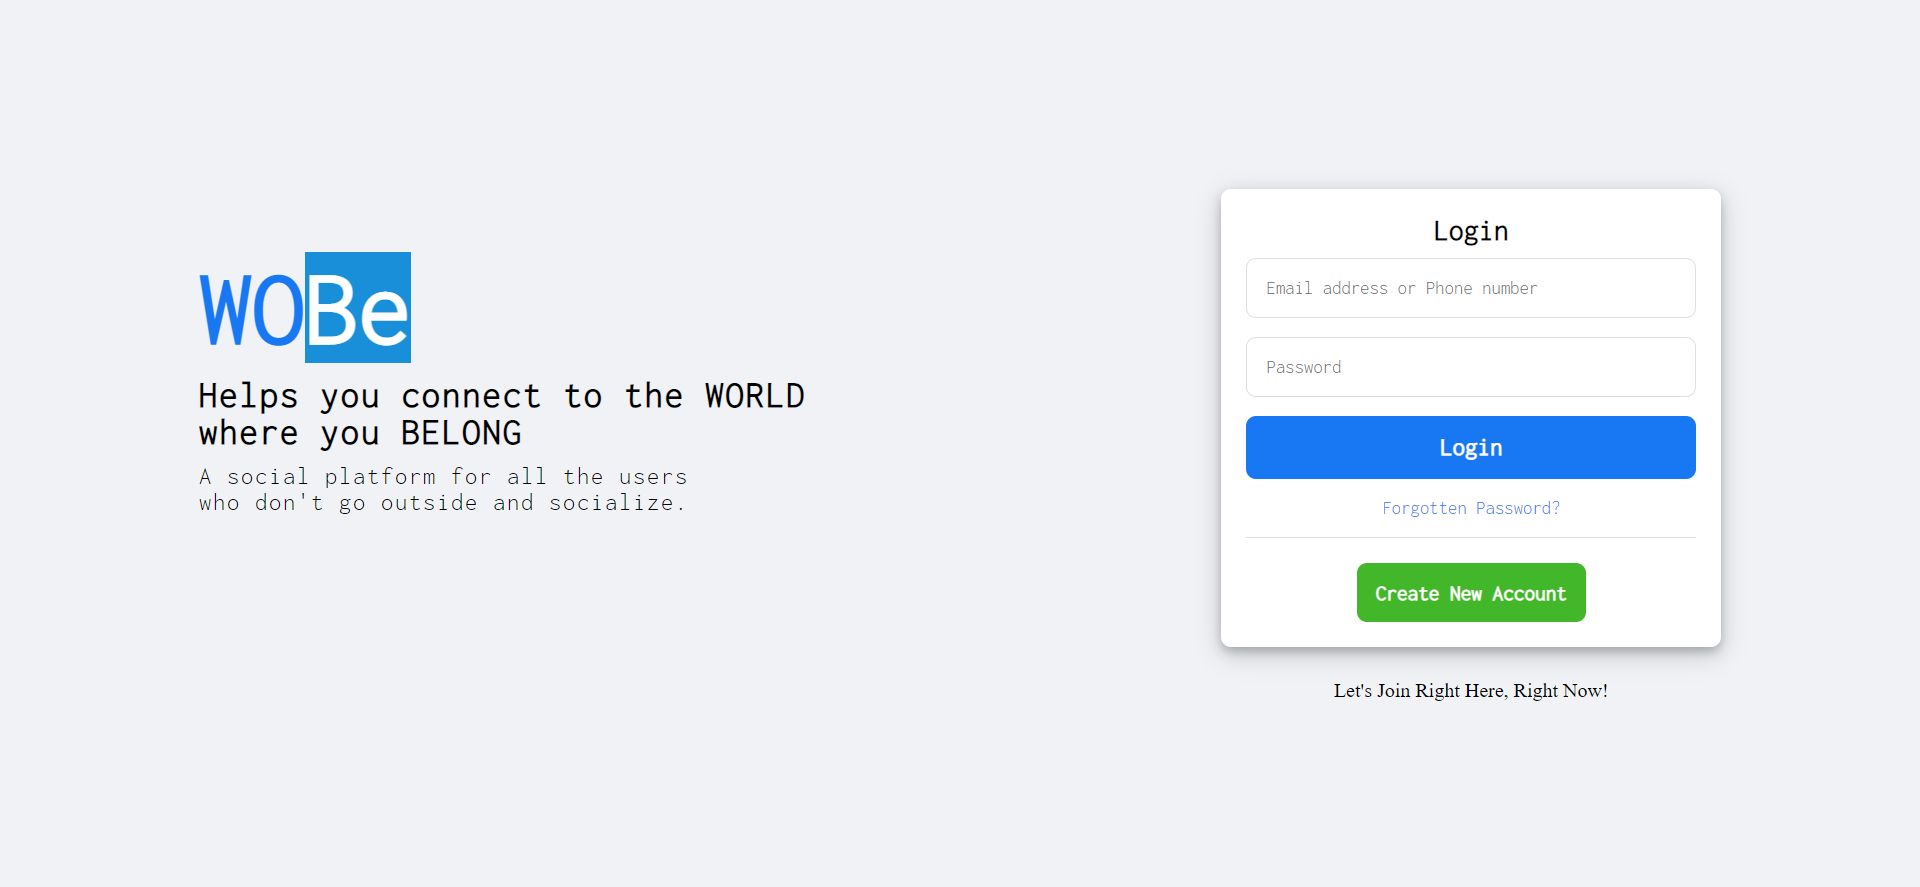 WOBe
Helps you connect to the WORLD
where you BELONG
A social platform for all the users
who don't go outside and socialize.
Login
Email address or Phone number
Password
Login
Forgotten Password?
Create New Account
Let's Join Right Here, Right Now!